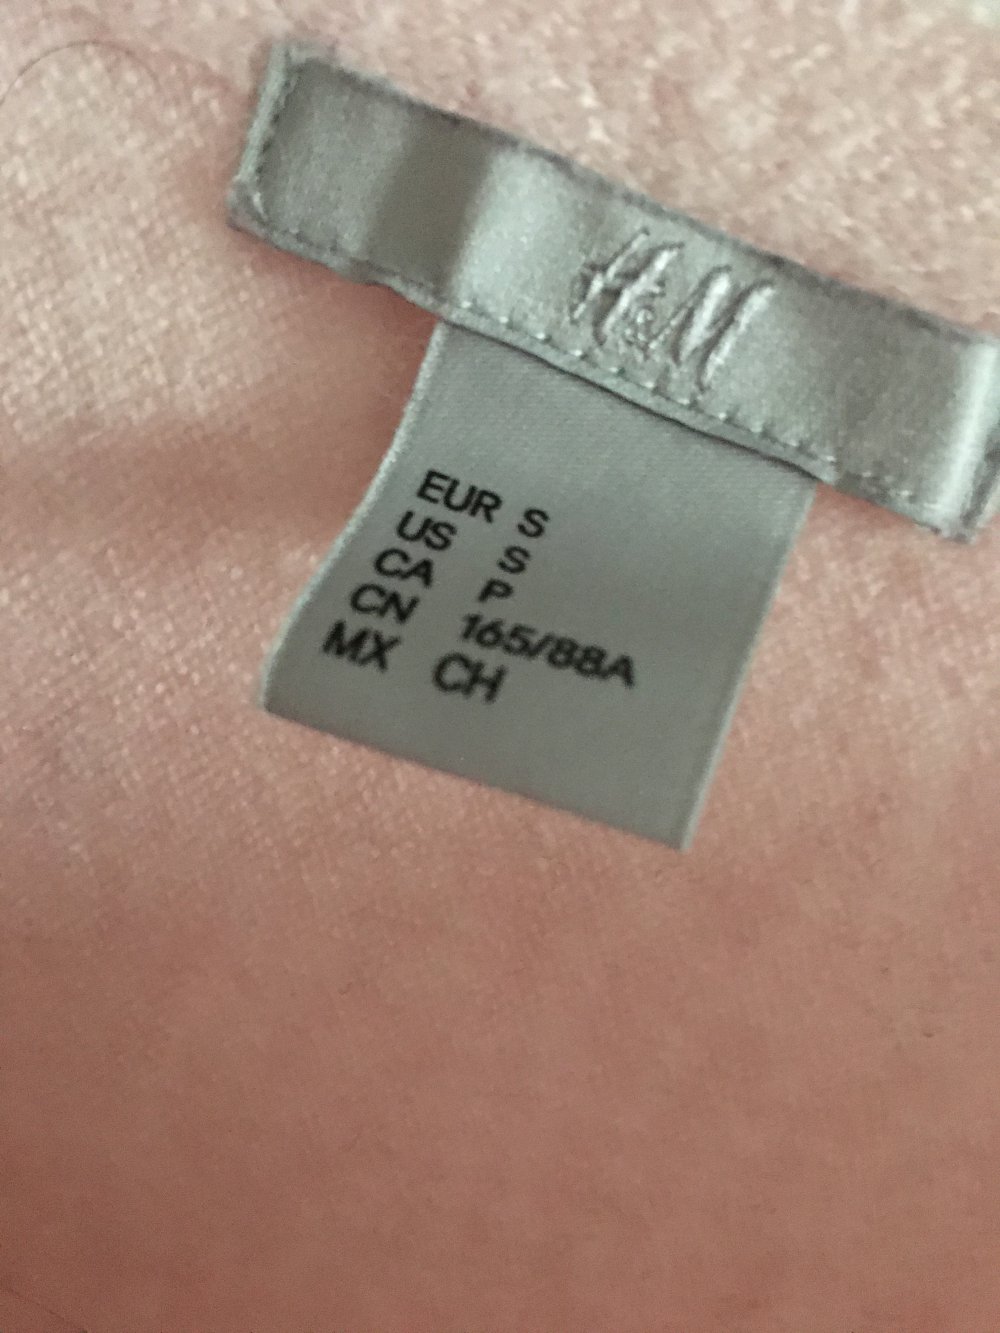 H&M
EUR S
US S
CA P
CN 165/88A
MX CH